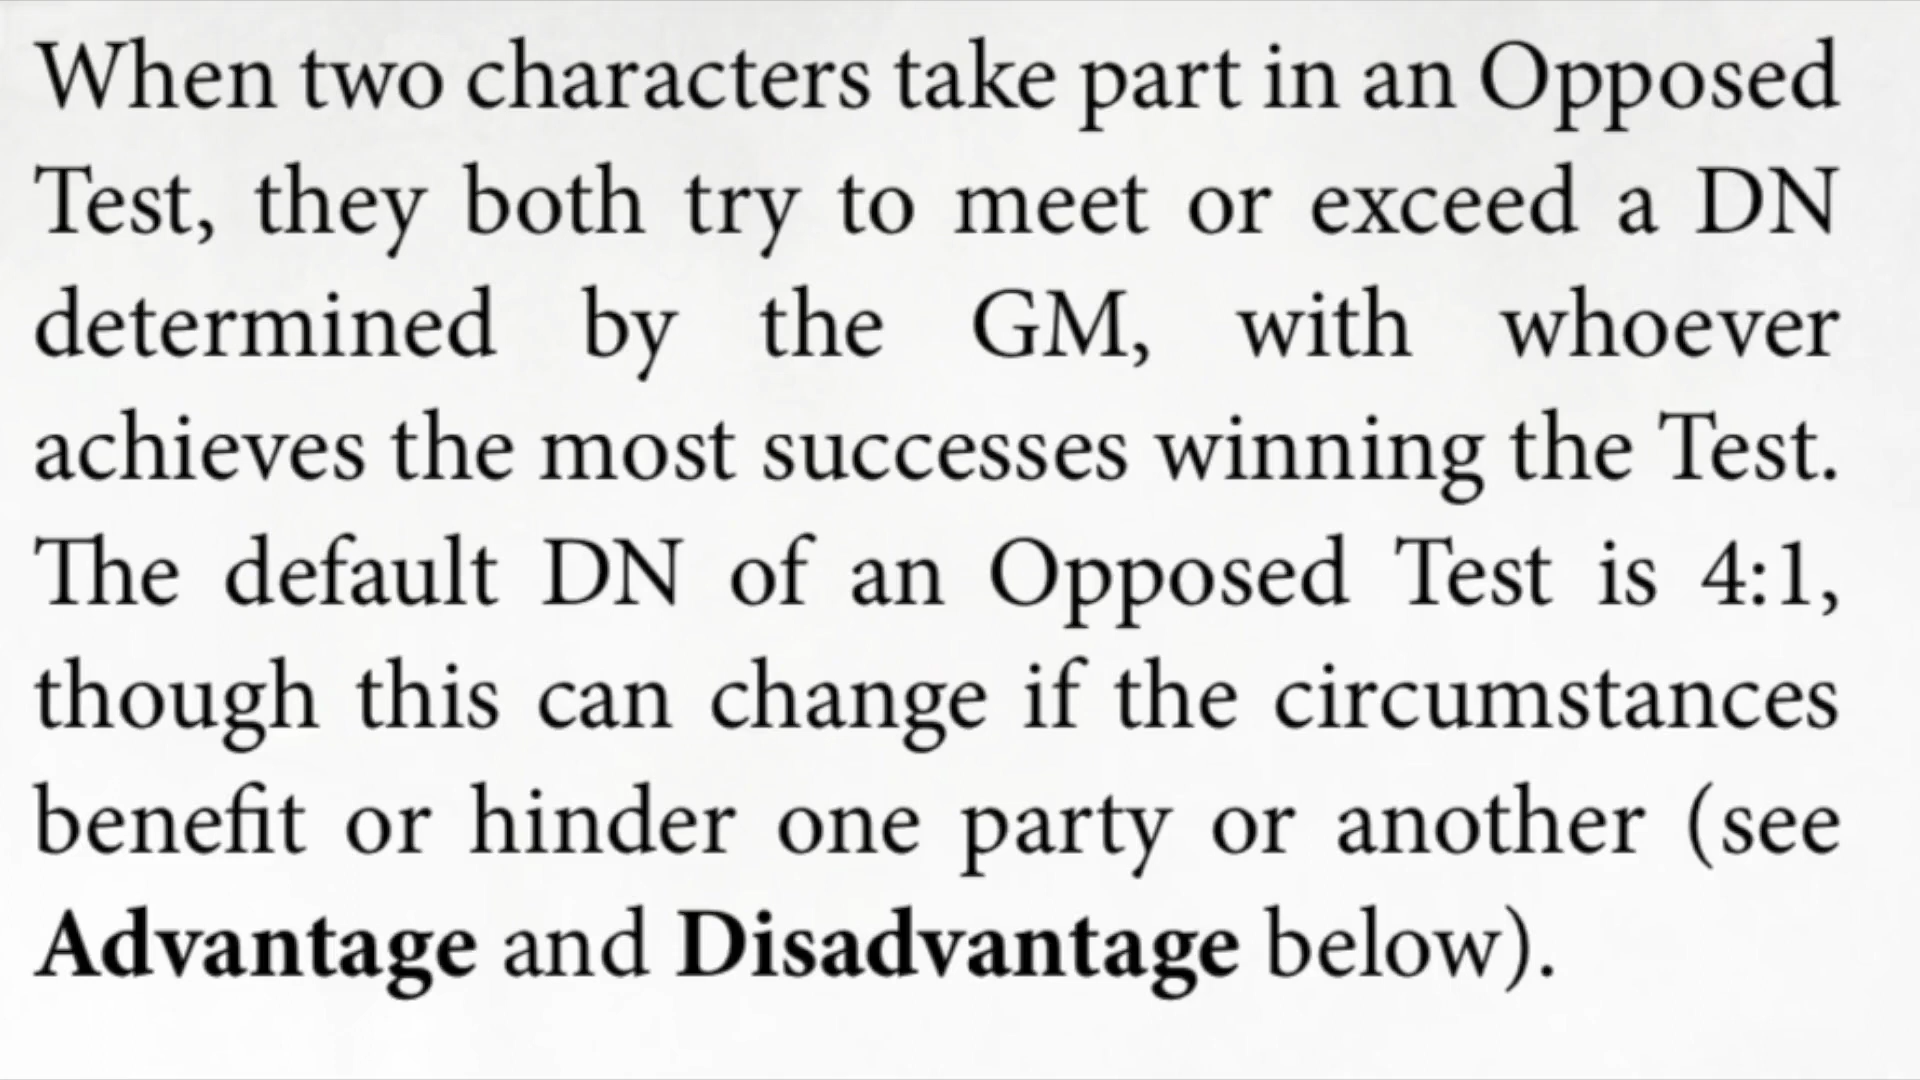 When two characters take part in an Opposed
Test, they both try to meet or exceed a DN
determined by the GM, with whoever
achieves the most successes winning the Test.
The default DN of an Opposed Test is 4:1,
though this can change if the circumstances
benefit or hinder one party or another (see
Advantage and Disadvantage below).